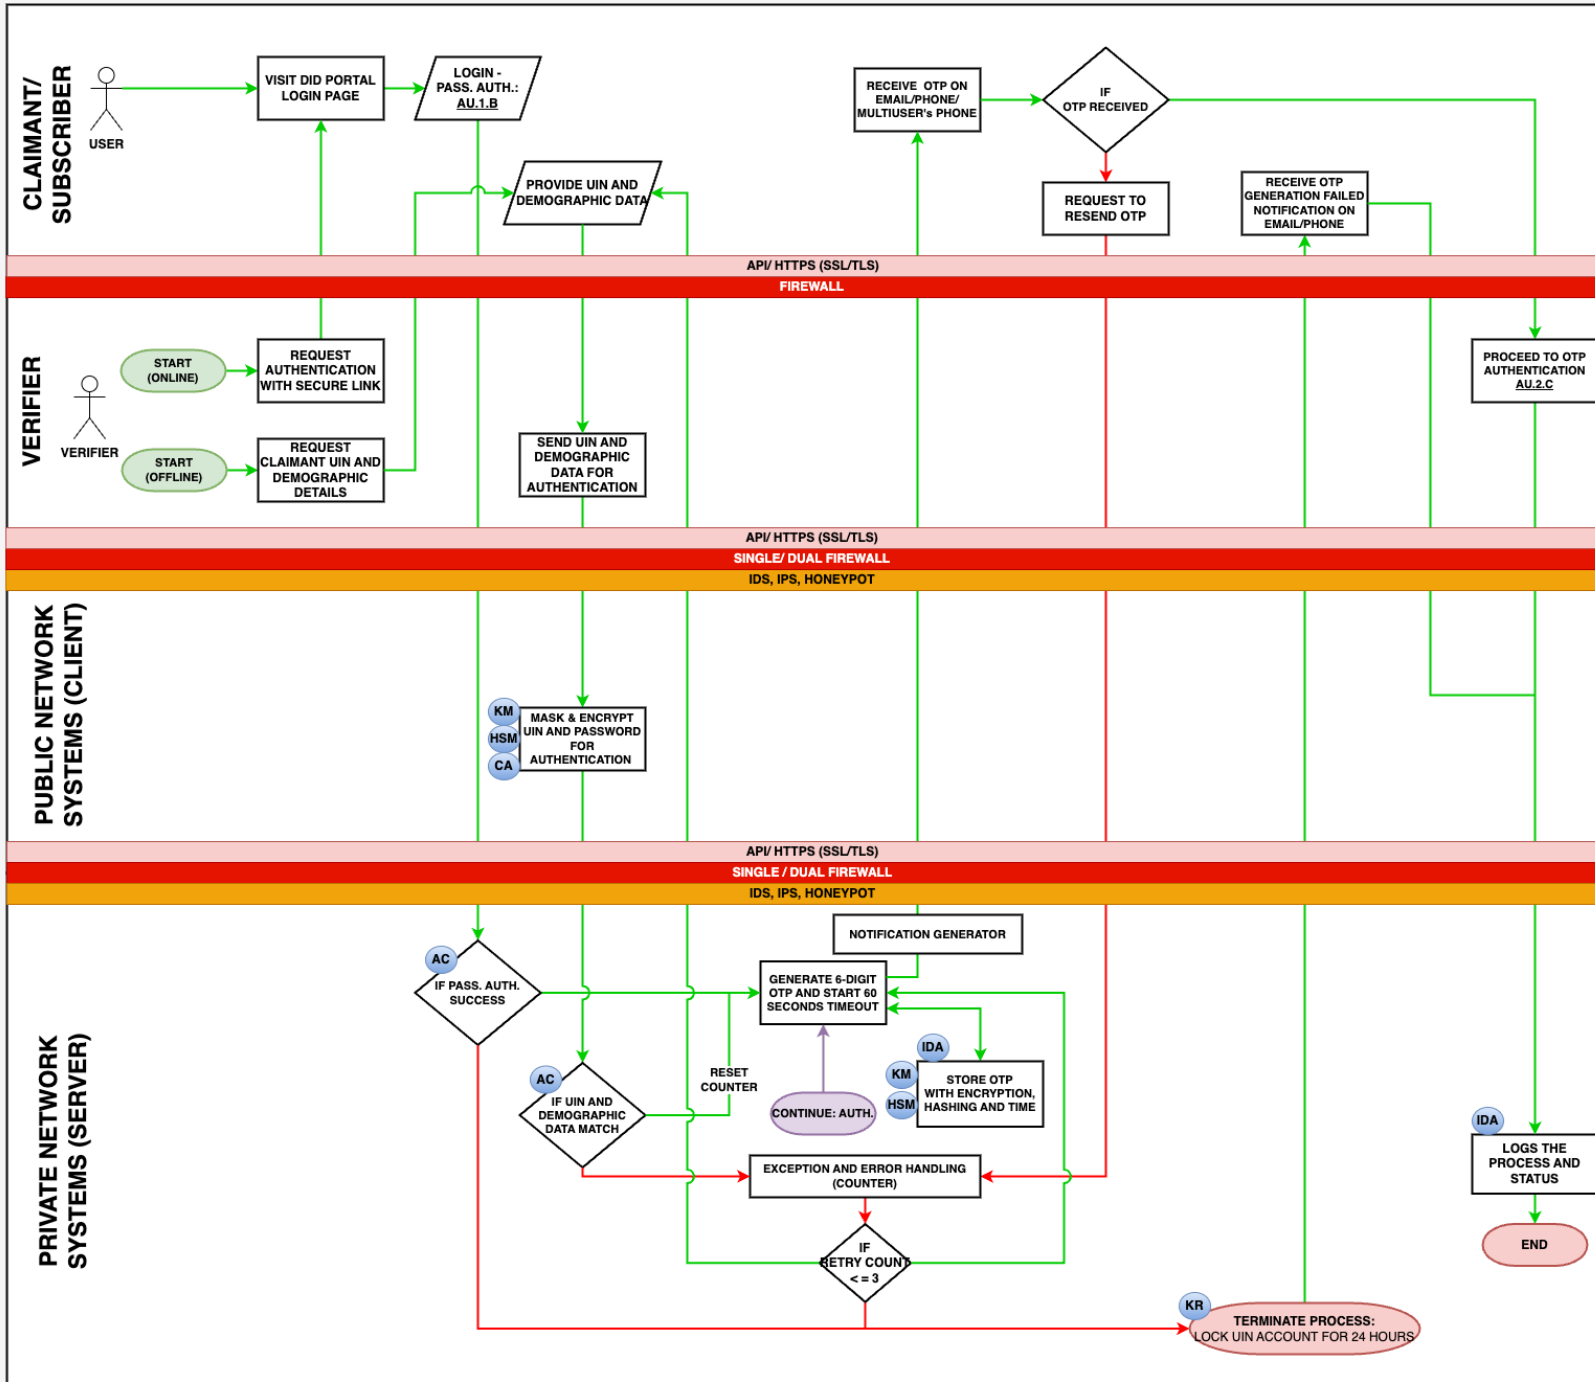 CLAIMANT/
SUBSCRIBER
USER
VISIT DID PORTAL
LOGIN PAGE
LOGIN -
PASS. AUTH.:
AU.1.B
PROVIDE UIN AND
DEMOGRAPHIC DATA
RECEIVE OTP ON
EMAIL/PHONE/
MULTIUSER's PHONE
IF
OTP RECEIVED
REQUEST TO
RESEND OTP
RECEIVE OTP
GENERATION FAILED
NOTIFICATION ON
EMAIL/PHONE
API/ HTTPS (SSL/TLS)
FIREWALL
VERIFIER
VERIFIER
START
(ONLINE)
REQUEST
AUTHENTICATION
WITH SECURE LINK
START
(OFFLINE)
REQUEST
CLAIMANT UIN AND
DEMOGRAPHIC
DETAILS
SEND UIN AND
DEMOGRAPHIC
DATA FOR
AUTHENTICATION
PROCEED TO OTP
AUTHENTICATION
AU.2.C
API/ HTTPS (SSL/TLS)
SINGLE/ DUAL FIREWALL
IDS, IPS, HONEYPOT
PUBLIC NETWORK
SYSTEMS (CLIENT)
KM
HSM
CA
MASK & ENCRYPT
UIN AND PASSWORD
FOR
AUTHENTICATION
API/ HTTPS (SSL/TLS)
SINGLE / DUAL FIREWALL
IDS, IPS, HONEYPOT
PRIVATE NETWORK
SYSTEMS (SERVER)
AC
IF PASS. AUTH.
SUCCESS
NOTIFICATION GENERATOR
GENERATE 6-DIGIT
OTP AND START 60
SECONDS TIMEOUT
AC
IF UIN AND
DEMOGRAPHIC
DATA MATCH
RESET
COUNTER
CONTINUE: AUTH.
IDA
KM
HSM
STORE OTP
WITH ENCRYPTION,
HASHING AND TIME
EXCEPTION AND ERROR HANDLING
(COUNTER)
IF
RETRY COUNT
< = 3
IDA
LOGS THE
PROCESS AND
STATUS
END
KR
TERMINATE PROCESS:
LOCK UIN ACCOUNT FOR 24 HOURS